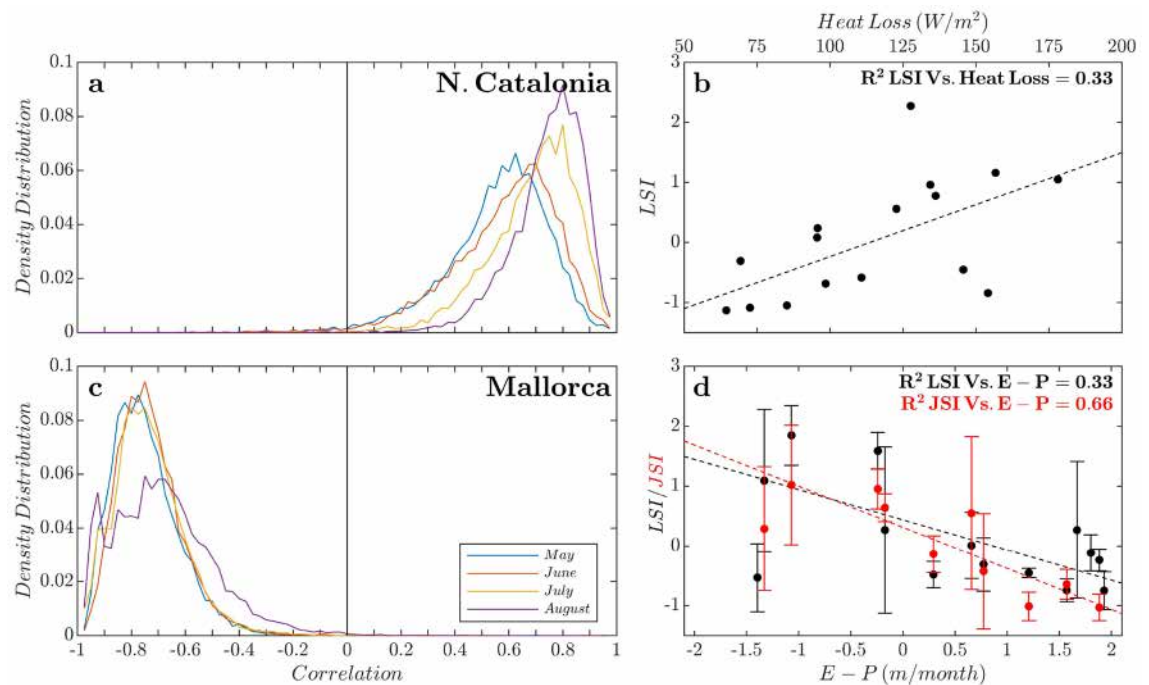 Heat Loss (W/m²)
50 75 100 125 150 175 200
a
N. Catalonia
0.1
0.08
0.06
0.04
0.02
0
Density Distribution
b
R² LSI Vs. Heat Loss = 0.33
3
2
1
0
-1
LSI
c
Mallorca
0.1
0.08
0.06
0.04
0.02
0
Density Distribution
May
June
July
August
-1 -0.8 -0.6 -0.4 -0.2 0 0.2 0.4 0.6 0.8 1
Correlation
d
R² LSI Vs. E − P = 0.33
R² JSI Vs. E − P = 0.66
3
2
1
0
-1
LSI/JSI
-2 -1.5 -1 -0.5 0 0.5 1 1.5 2
E − P (m/month)